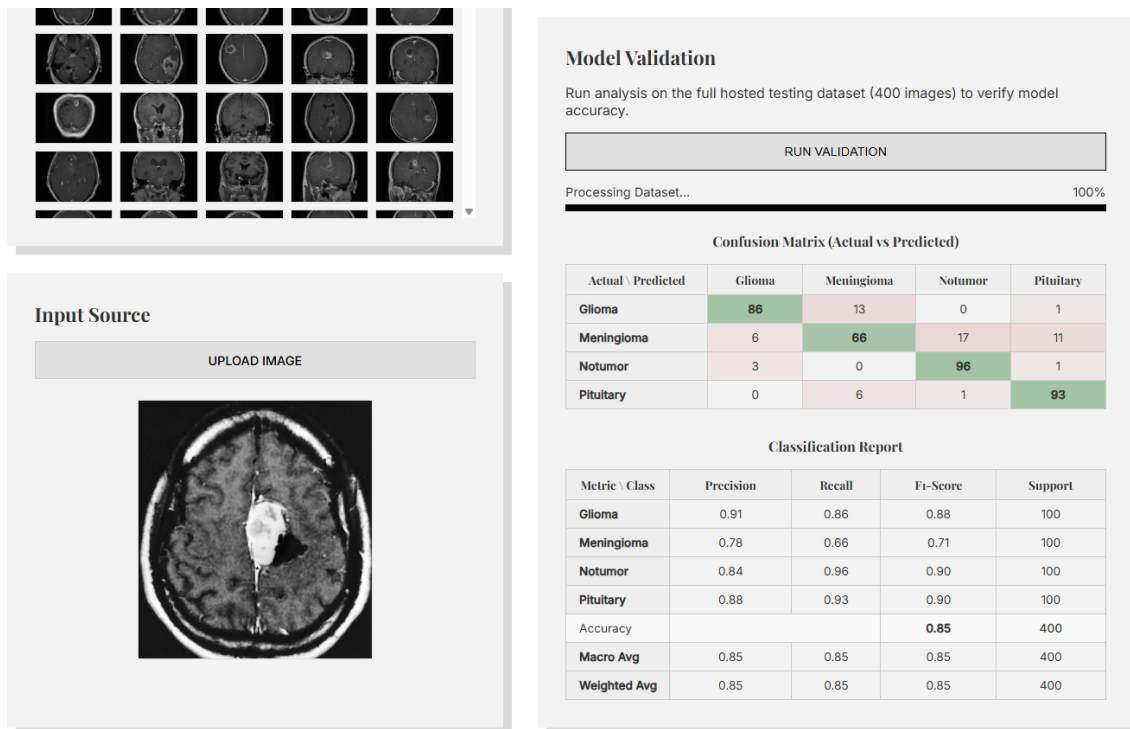 Input Source
UPLOAD IMAGE
Model Validation
Run analysis on the full hosted testing dataset (400 images) to verify model
accuracy.
RUN VALIDATION
Processing Dataset... 100%
Confusion Matrix (Actual vs Predicted)
Actual \ Predicted Glioma Meningioma Notumor Pituitary
Glioma 86 13 0 1
Meningioma 6 66 17 11
Notumor 3 0 96 1
Pituitary 0 6 1 93
Classification Report
Metric \ Class Precision Recall F1-Score Support
Glioma 0.91 0.86 0.88 100
Meningioma 0.78 0.66 0.71 100
Notumor 0.84 0.96 0.90 100
Pituitary 0.88 0.93 0.90 100
Accuracy 0.85 400
Macro Avg 0.85 0.85 0.85 400
Weighted Avg 0.85 0.85 0.85 400